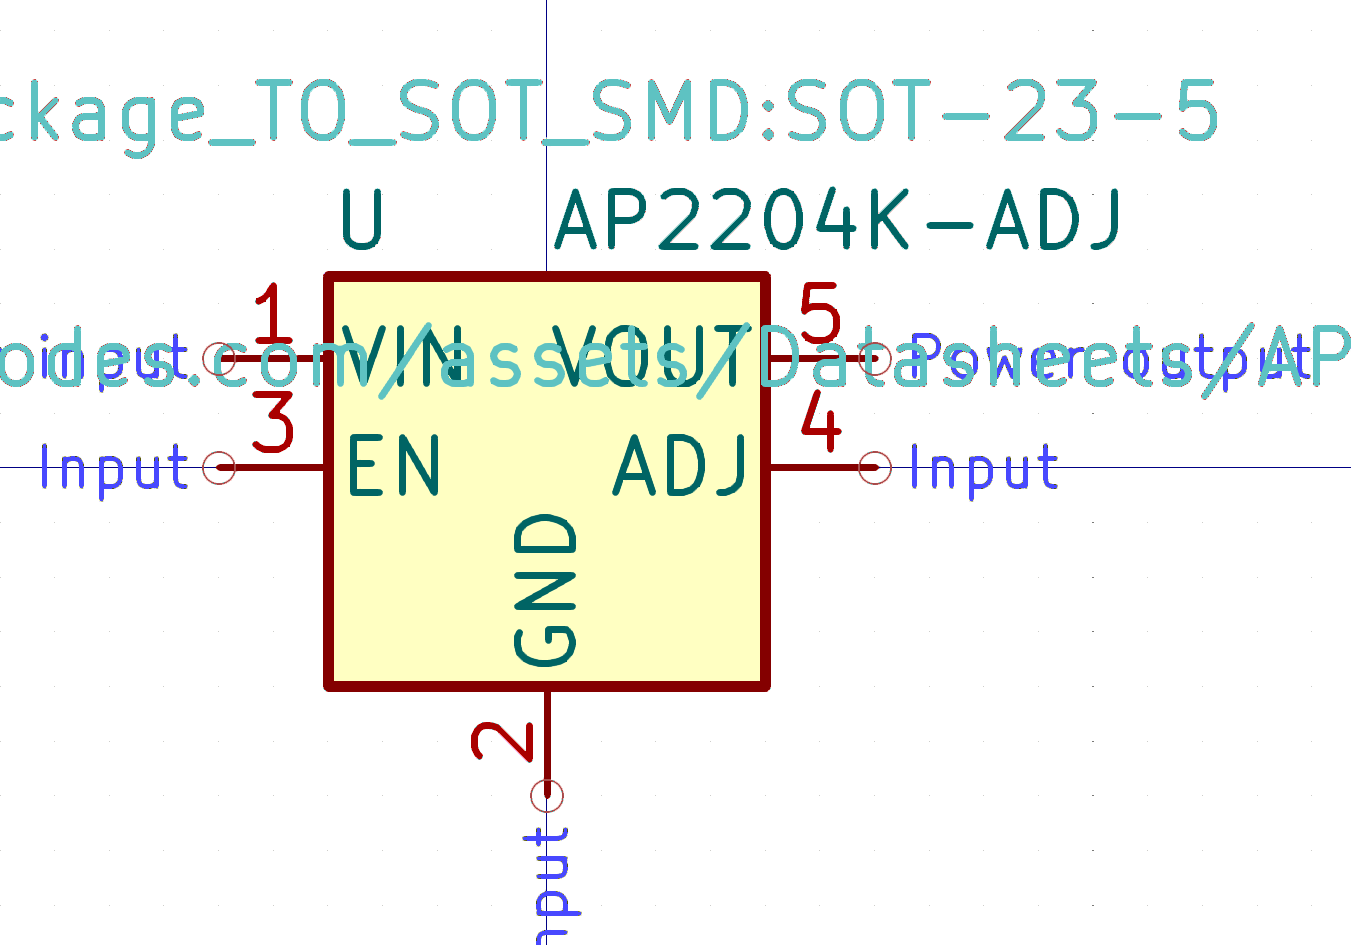 ckage_TO_SOT_SMD:SOT-23-5
U AP2204K-ADJ
1 5
input VIN VOUT Power output
odes.com/assets/Datasheets/AP
3 4
Input EN ADJ Input
GND
2
nput